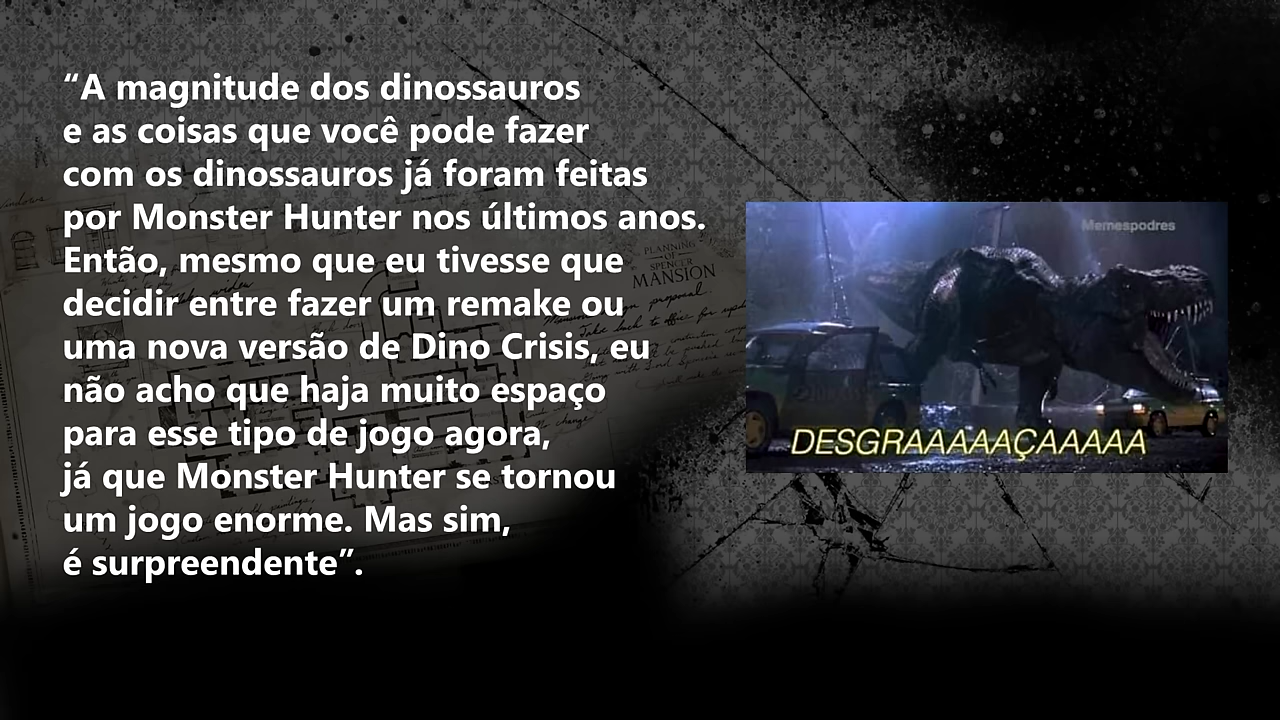 “A magnitude dos dinossauros
e as coisas que você pode fazer
com os dinossauros já foram feitas
por Monster Hunter nos últimos anos.
Então, mesmo que eu tivesse que
decidir entre fazer um remake ou
uma nova versão de Dino Crisis, eu
não acho que haja muito espaço
para esse tipo de jogo agora,
já que Monster Hunter se tornou
um jogo enorme. Mas sim,
é surpreendente”.
PLANNING
OF
SPENCER
MANSION
Memespodres
DESGRAAAAAÇAAAAA